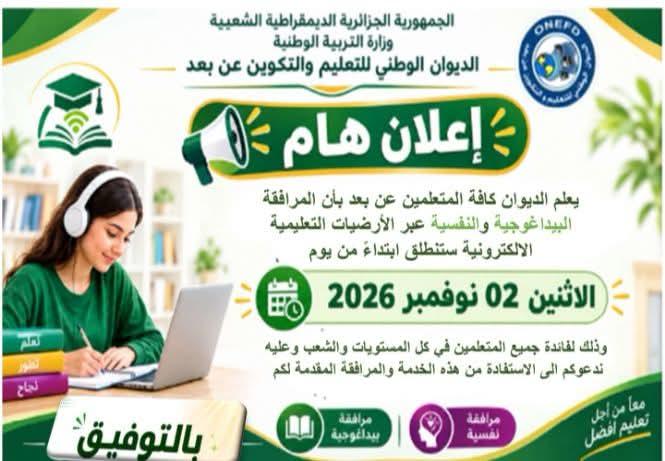 الجمهورية الجزائرية الديمقراطية الشعبية
وزارة التربية الوطنية
الديوان الوطني للتعليم والتكوين عن بعد
ONEFD
إعلان هام
يعلم الديوان كافة المتعلمين عن بعد بأن المرافقة
البيداغوجية والنفسية عبر الأرضيات التعليمية
الالكترونية ستنطلق ابتداءً من يوم
الاثنين 02 نوفمبر 2026
وذلك لفائدة جميع المتعلمين في كل المستويات والشعب وعليه
ندعوكم الى الاستفادة من هذه الخدمة والمرافقة المقدمة لكم
تعلم
تطور
نجاح
مرافقة
نفسية
مرافقة
بيداغوجية
معا من أجل
تعليم افضل
بالتوفيق